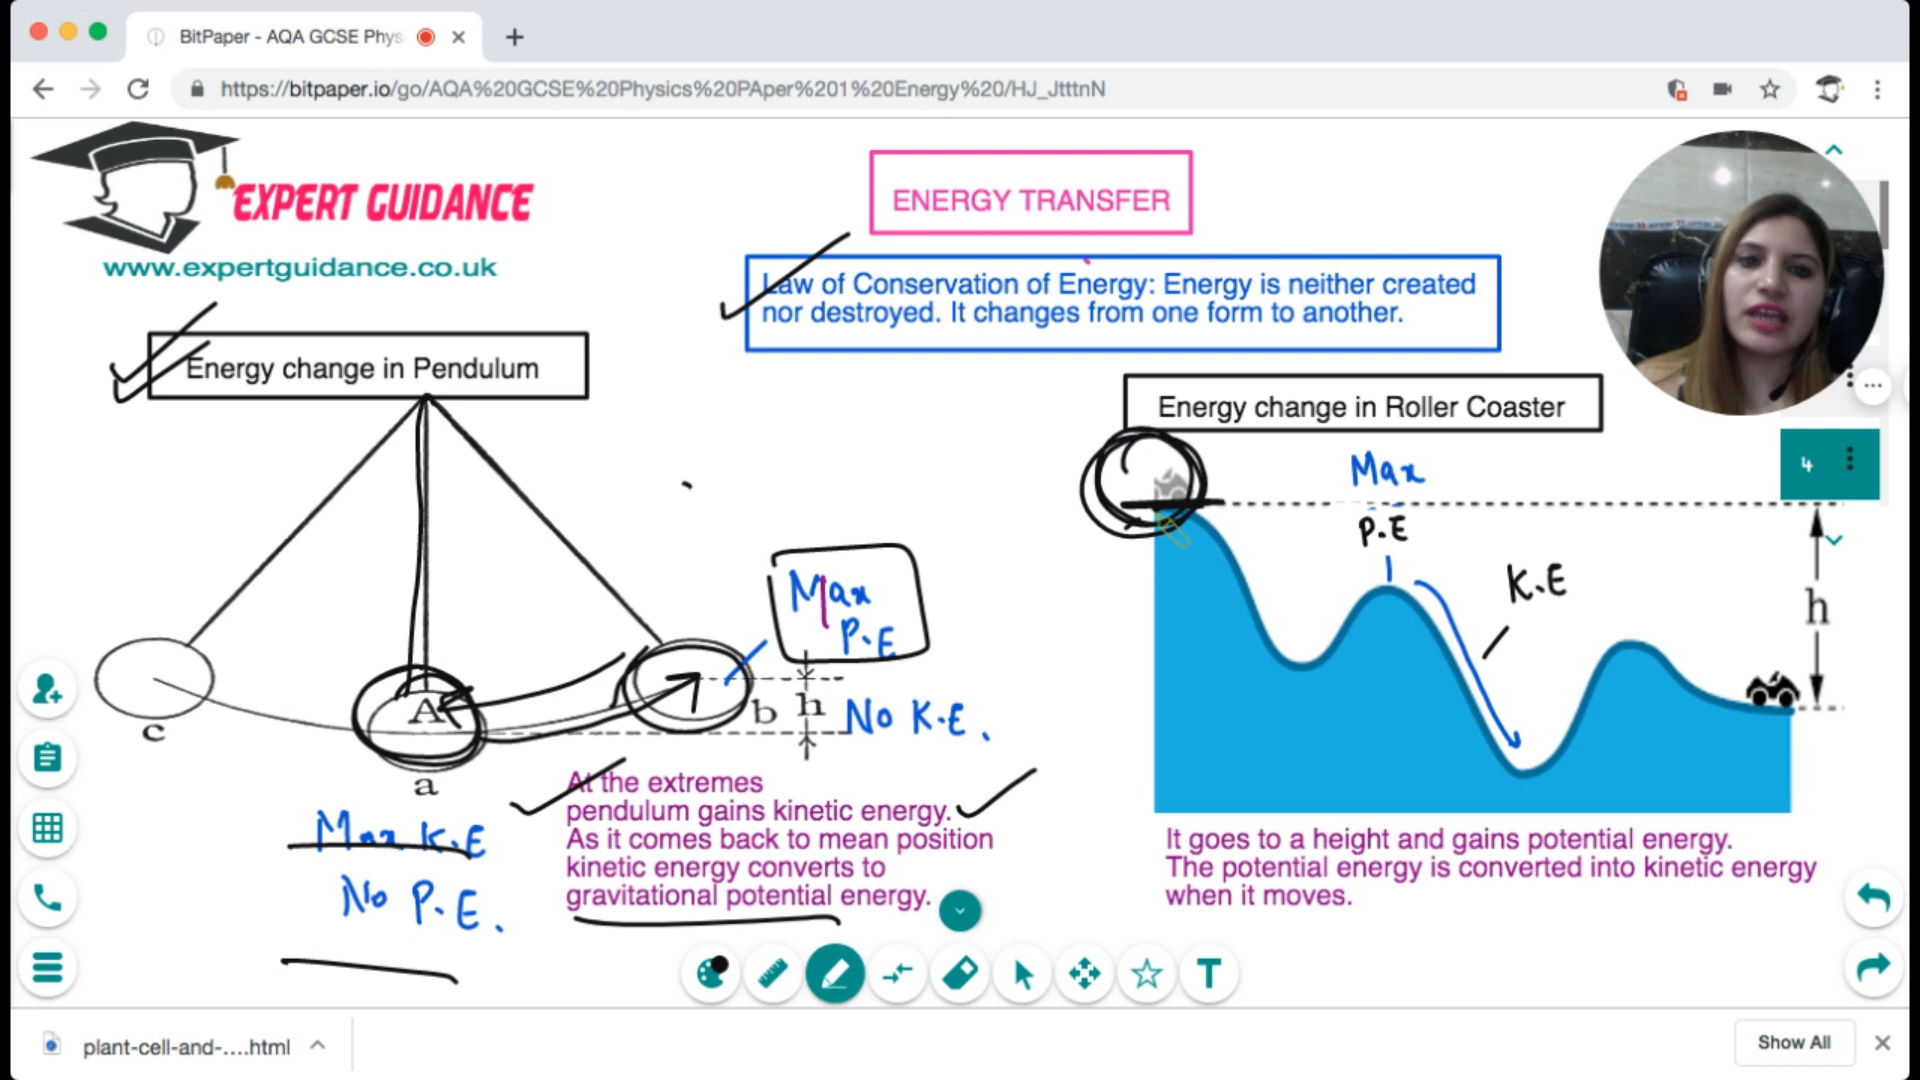 BitPaper - AQA GCSE Phys
https://bitpaper.io/go/AQA%20GCSE%20Physics%20PAper%201%20Energy%20/HJ_JtttnN
EXPERT GUIDANCE
www.expertguidance.co.uk
ENERGY TRANSFER
Law of Conservation of Energy: Energy is neither created
nor destroyed. It changes from one form to another.
Energy change in Pendulum
Energy change in Roller Coaster
4
Max
P.E
K.E
h
Max
P.E
A
b
h
No K.E.
c
a
Max K.E
No P.E.
At the extremes
pendulum gains kinetic energy.
As it comes back to mean position
kinetic energy converts to
gravitational potential energy.
It goes to a height and gains potential energy.
The potential energy is converted into kinetic energy
when it moves.
T
plant-cell-and-....html
Show All